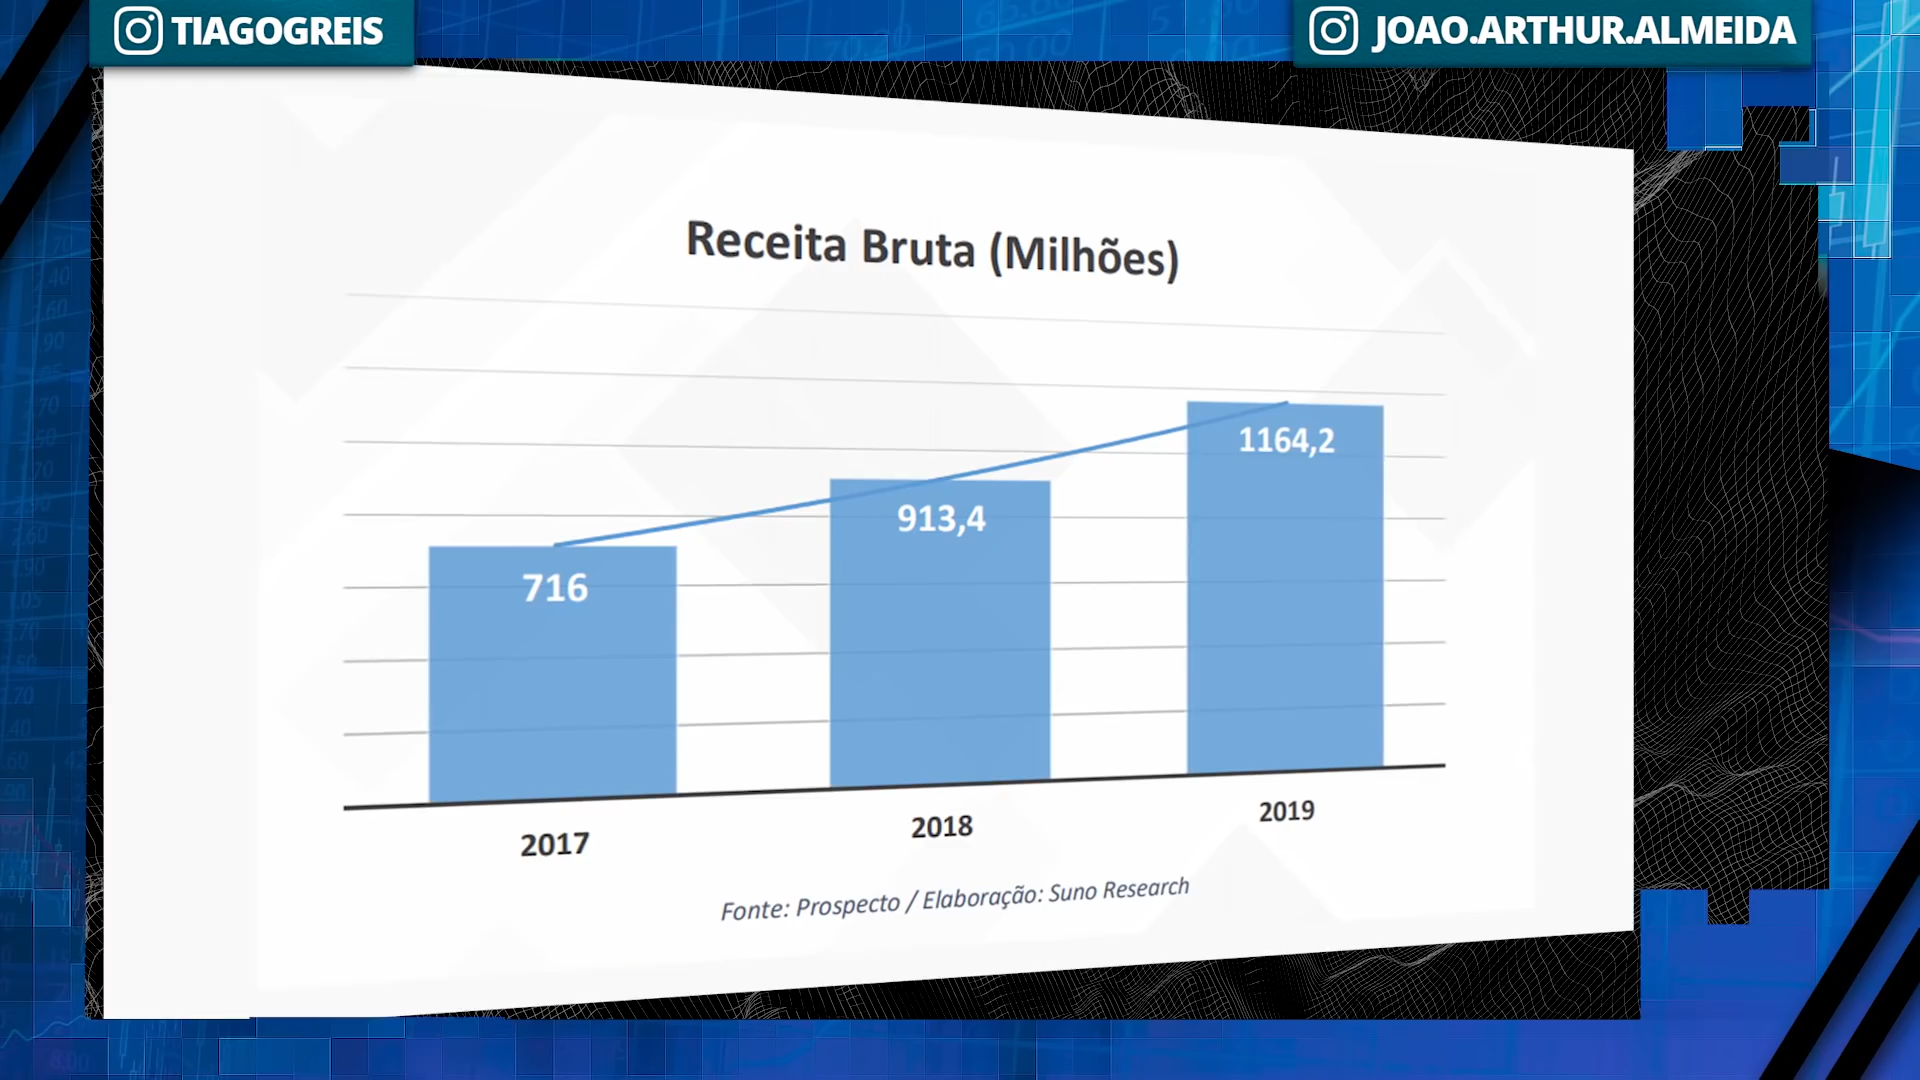 TIAGOGREIS
JOAO.ARTHUR.ALMEIDA
Receita Bruta (Milhões)
716
913,4
1164,2
2017
2018
2019
Fonte: Prospecto / Elaboração: Suno Research